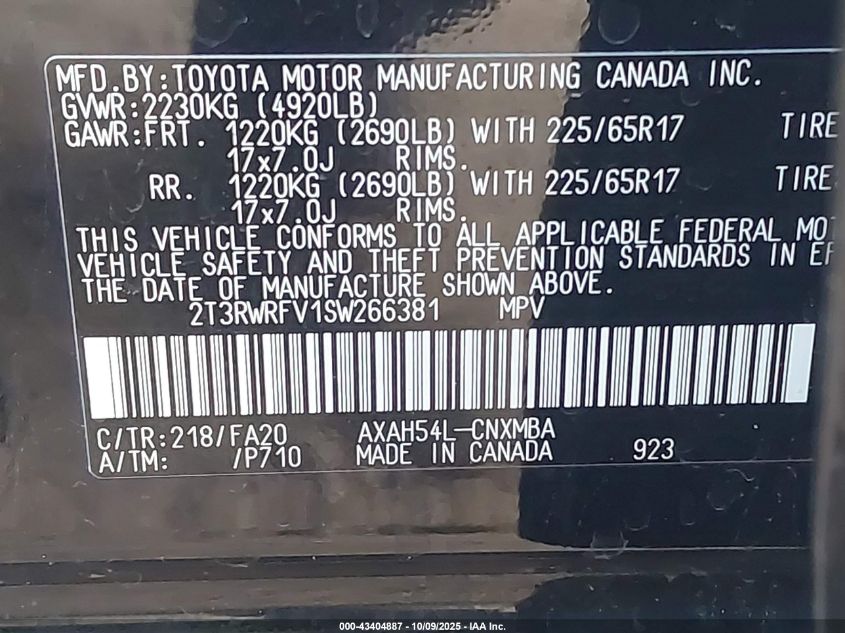 MFD.BY:TOYOTA MOTOR MANUFACTURING CANADA INC.
GVWR:2230KG (4920LB)
GAWR:FRT. 1220KG (2690LB) WITH 225/65R17 TIRE
17x7.0J RIMS.
RR. 1220KG (2690LB) WITH 225/65R17 TIRE
17x7.0J RIMS.
THIS VEHICLE CONFORMS TO ALL APPLICABLE FEDERAL MOT
VEHICLE SAFETY AND THEFT PREVENTION STANDARDS IN EF
THE DATE OF MANUFACTURE SHOWN ABOVE.
2T3RWRFV1SW266381 MPV
C/TR:218/FA20 AXAH54L-CNXMBA
A/TM: /P710 MADE IN CANADA 923
000-43404887 - 10/09/2025 - IAA Inc.